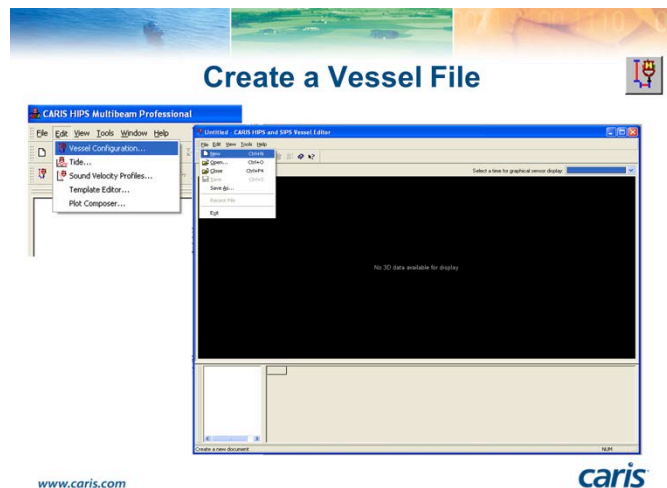 Create a Vessel File
CARIS HIPS Multibeam Professional
File Edit View Tools Window Help
Vessel Configuration...
Tide...
Sound Velocity Profiles...
Template Editor...
Plot Composer...
Untitled - CARIS HIPS and SIPS Vessel Editor
File Edit View Tools Help
New Ctrl+N
Open... Ctrl+O
Close Ctrl+F4
Save
Save As...
Recent File
Exit
Select a time for graphical sensor display:
No 3D data available for display
Create a new document
NUM
www.caris.com
caris